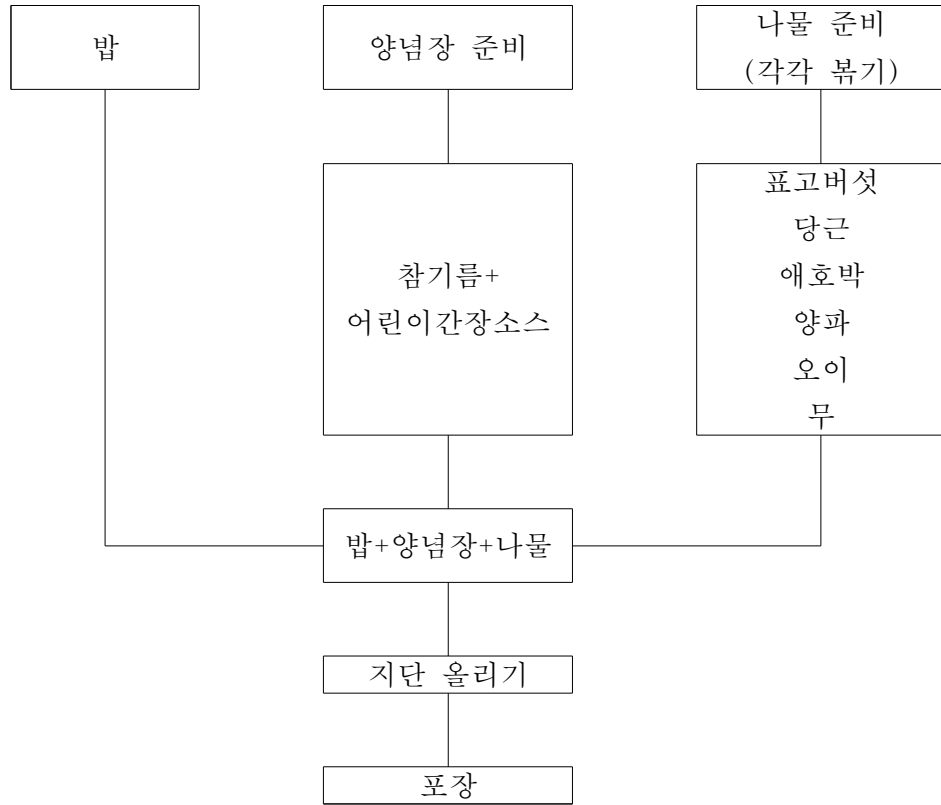 밥
양념장 준비
나물 준비
(각각 볶기)
참기름+
어린이간장소스
표고버섯
당근
애호박
양파
오이
무
밥+양념장+나물
지단 올리기
포장